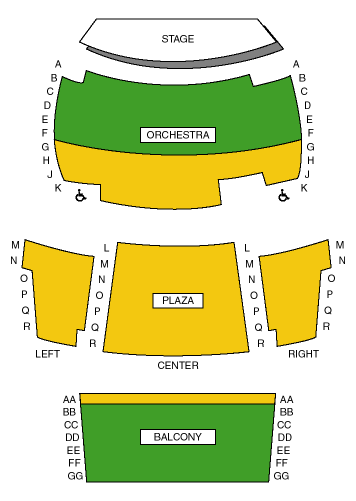 STAGE
A A
B B
C C
D D
E E
F ORCHESTRA F
G G
H H
J J
K K
M L L M
N M M N
O N N O
P O PLAZA O P
Q P P Q
R Q Q R
R R
LEFT CENTER RIGHT
AA AA
BB BB
CC CC
DD BALCONY DD
EE EE
FF FF
GG GG